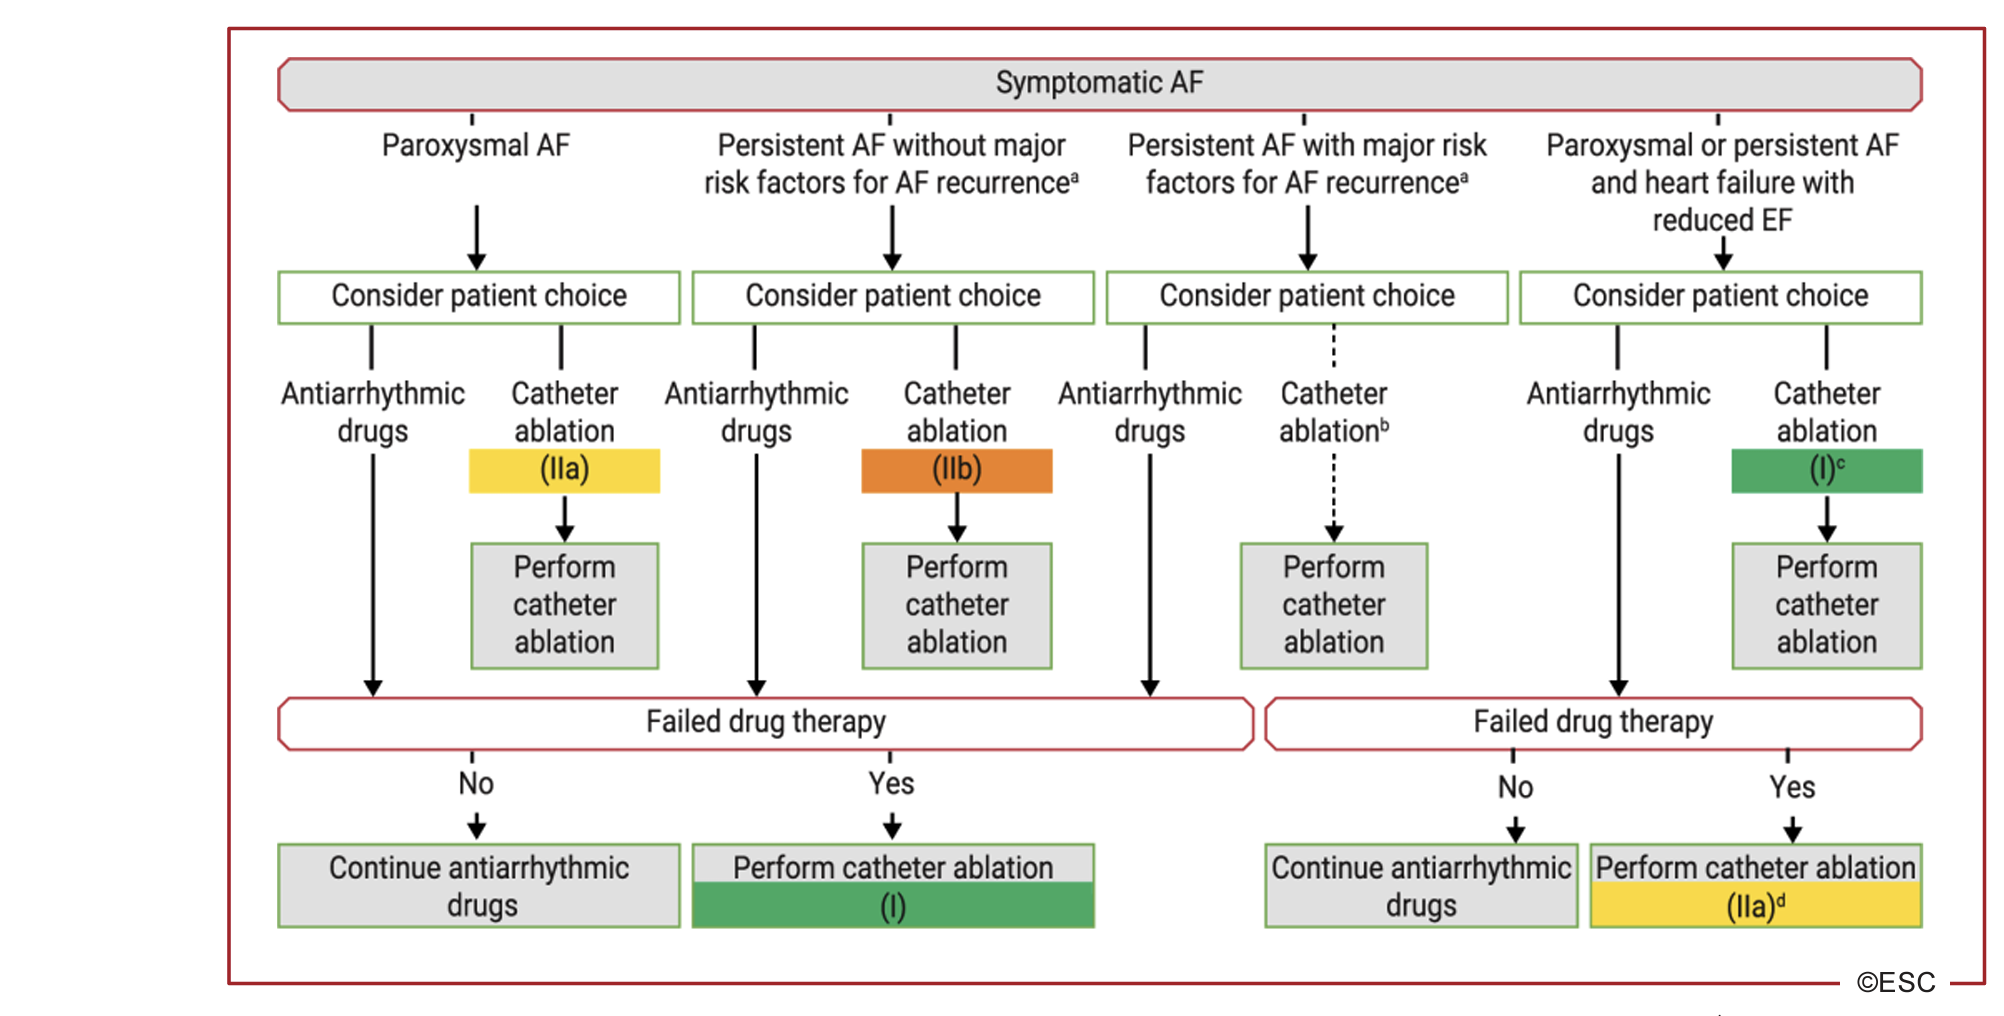 Symptomatic AF
Paroxysmal AF
Persistent AF without major
risk factors for AF recurrenceᵃ
Persistent AF with major risk
factors for AF recurrenceᵃ
Paroxysmal or persistent AF
and heart failure with
reduced EF
Consider patient choice
Consider patient choice
Consider patient choice
Consider patient choice
Antiarrhythmic
drugs
Catheter
ablation
(IIa)
Antiarrhythmic
drugs
Catheter
ablation
(IIb)
Antiarrhythmic
drugs
Catheter
ablationᵇ
Antiarrhythmic
drugs
Catheter
ablation
(I)ᶜ
Perform
catheter
ablation
Perform
catheter
ablation
Perform
catheter
ablation
Perform
catheter
ablation
Failed drug therapy
Failed drug therapy
No
Yes
No
Yes
Continue antiarrhythmic
drugs
Perform catheter ablation
(I)
Continue antiarrhythmic
drugs
Perform catheter ablation
(IIa)ᵈ
©ESC